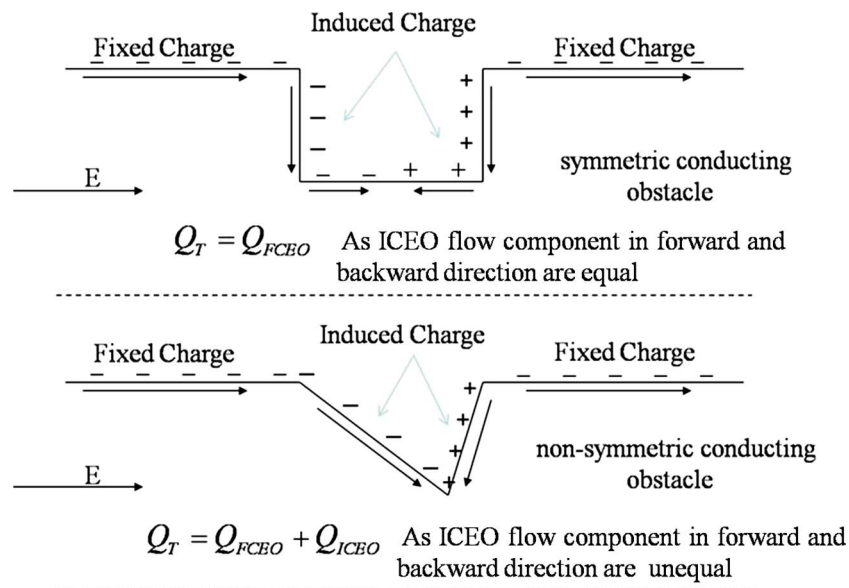 Induced Charge
Fixed Charge
Fixed Charge
E
symmetric conducting
obstacle
Q_T = Q_FCEO As ICEO flow component in forward and
backward direction are equal
Induced Charge
Fixed Charge
Fixed Charge
E
non-symmetric conducting
obstacle
Q_T = Q_FCEO + Q_ICEO As ICEO flow component in forward and
backward direction are unequal